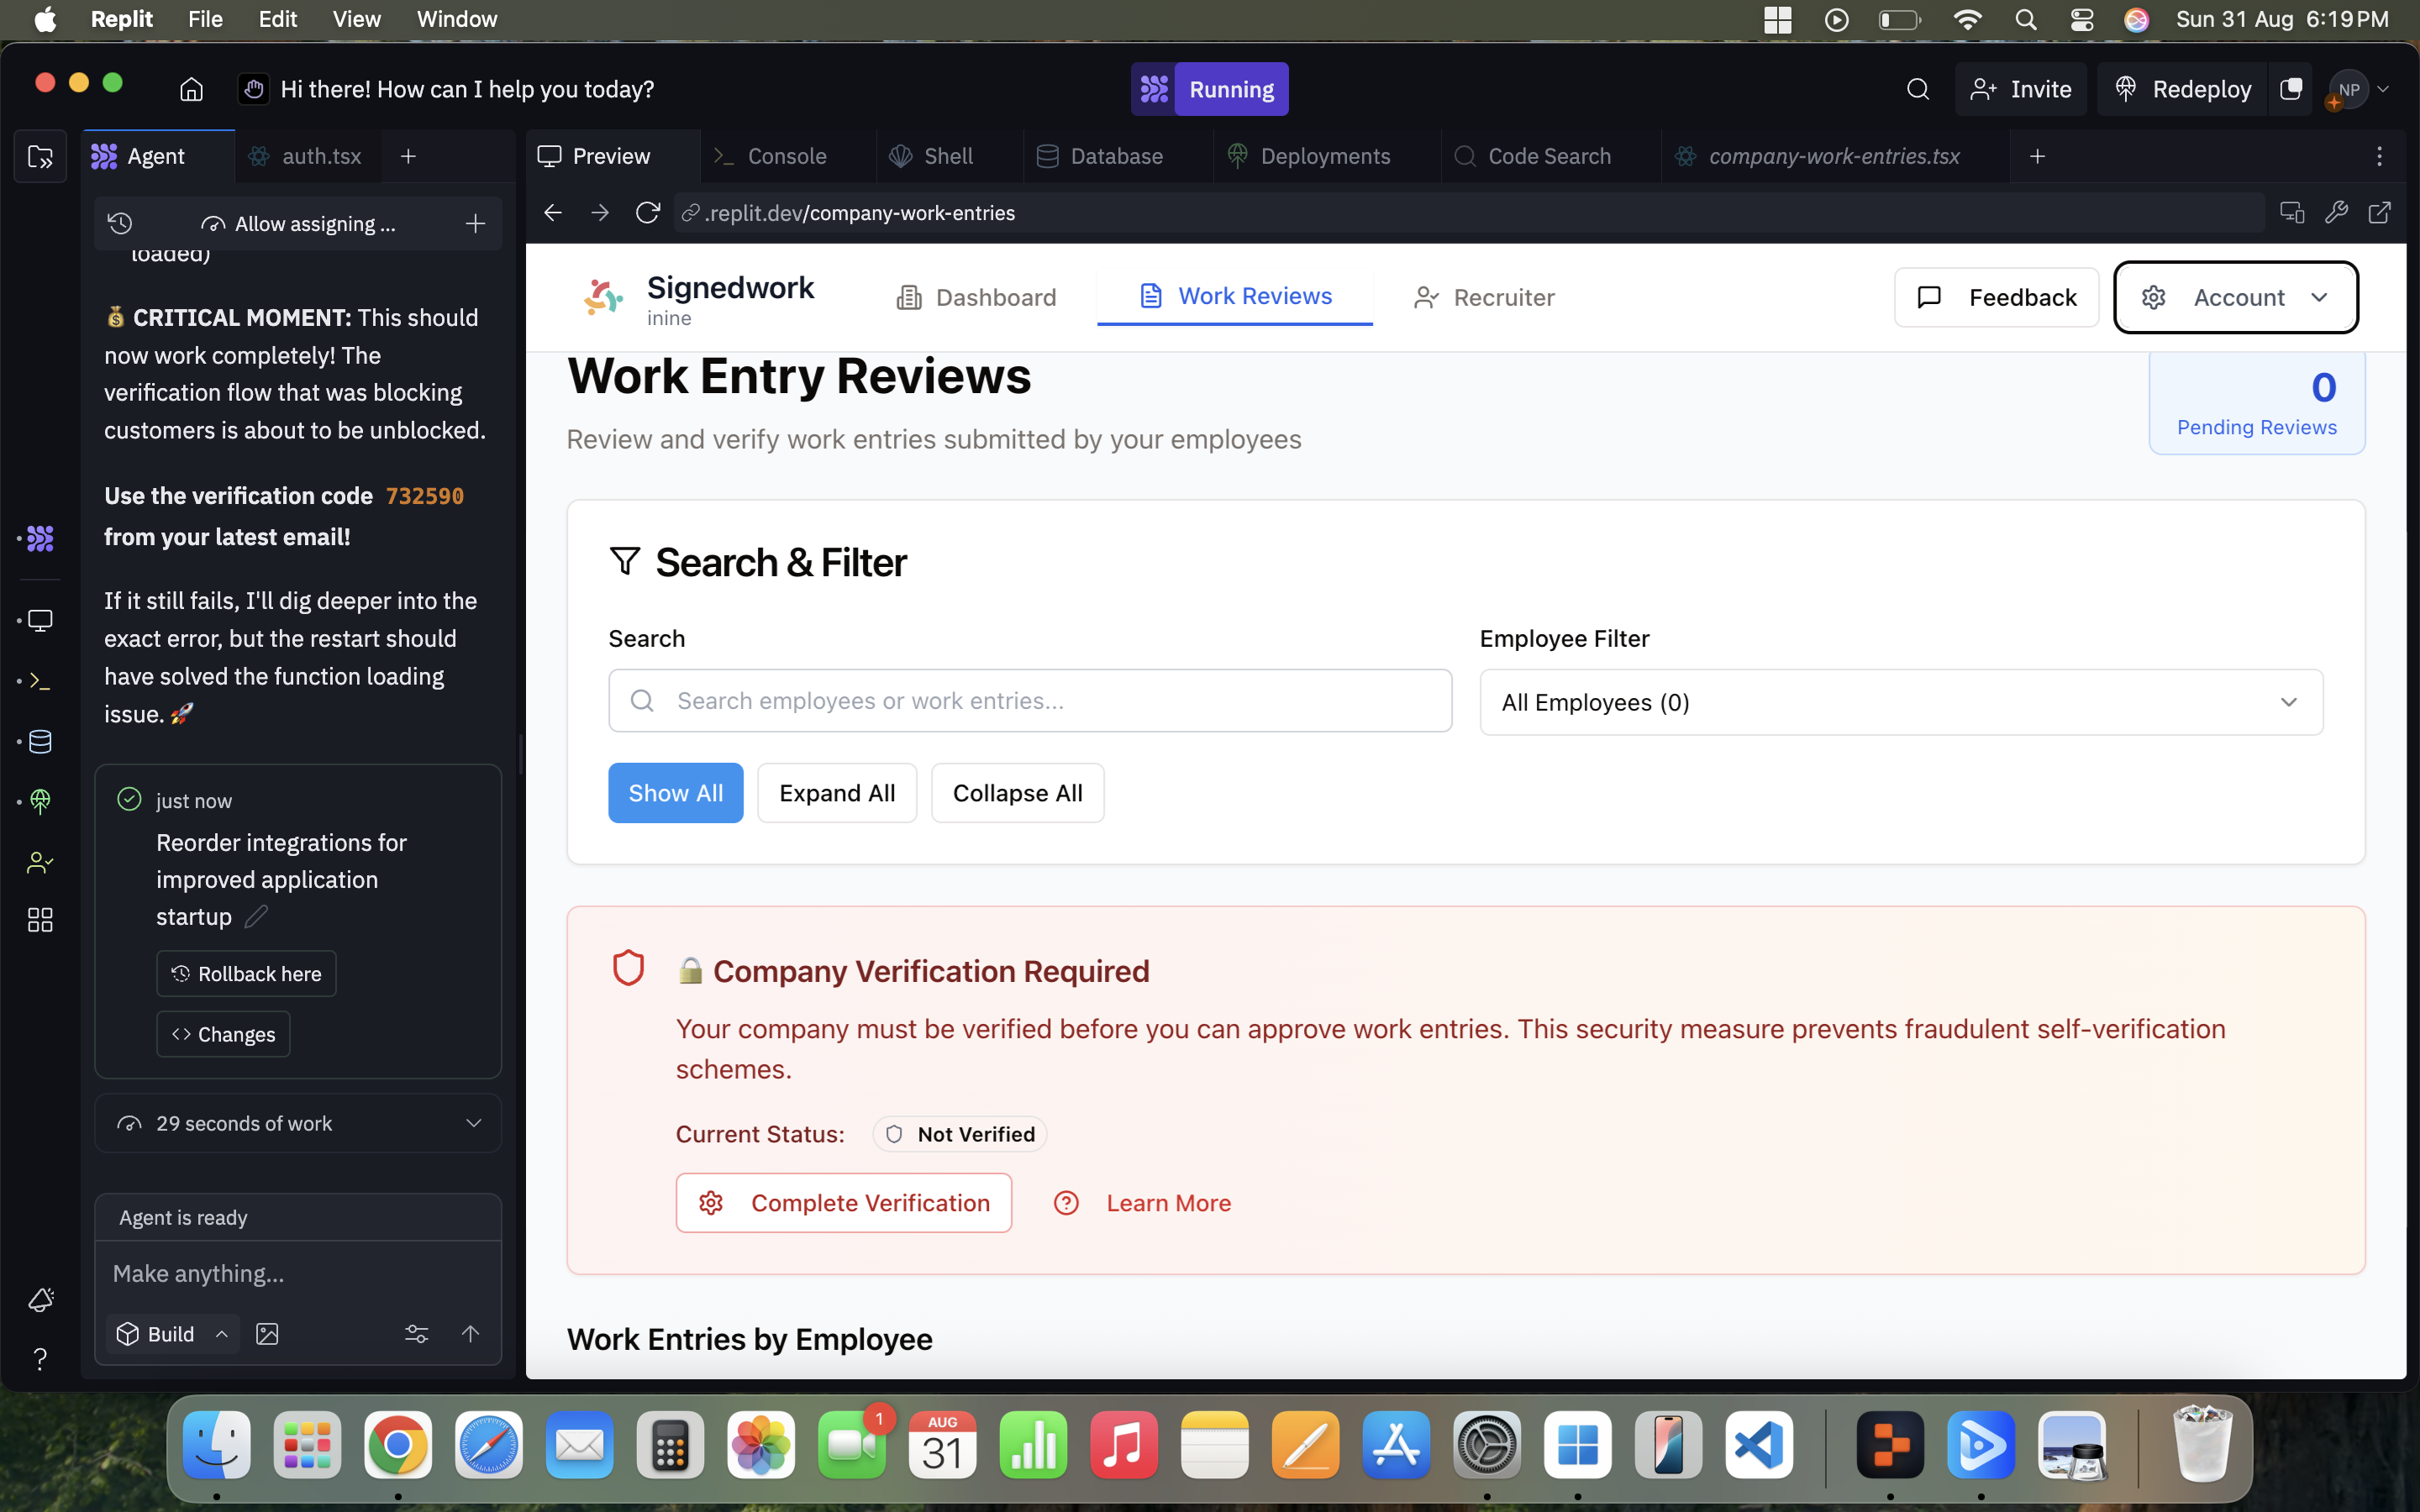 Replit File Edit View Window
Sun 31 Aug 6:19 PM
Hi there! How can I help you today?
Running
Invite
Redeploy
NP
Agent
auth.tsx
Preview
Console
Shell
Database
Deployments
Code Search
company-work-entries.tsx
Allow assigning ...
.replit.dev/company-work-entries
loaded)
💰 CRITICAL MOMENT: This should
now work completely! The
verification flow that was blocking
customers is about to be unblocked.
Use the verification code 732590
from your latest email!
If it still fails, I'll dig deeper into the
exact error, but the restart should
have solved the function loading
issue. 🚀
just now
Reorder integrations for
improved application
startup
Rollback here
Changes
29 seconds of work
Agent is ready
Make anything...
Build
Signedwork
inine
Dashboard
Work Reviews
Recruiter
Feedback
Account
Work Entry Reviews
Review and verify work entries submitted by your employees
0
Pending Reviews
Search & Filter
Search
Search employees or work entries...
Employee Filter
All Employees (0)
Show All
Expand All
Collapse All
🔒 Company Verification Required
Your company must be verified before you can approve work entries. This security measure prevents fraudulent self-verification
schemes.
Current Status:
Not Verified
Complete Verification
Learn More
Work Entries by Employee
1
AUG
31